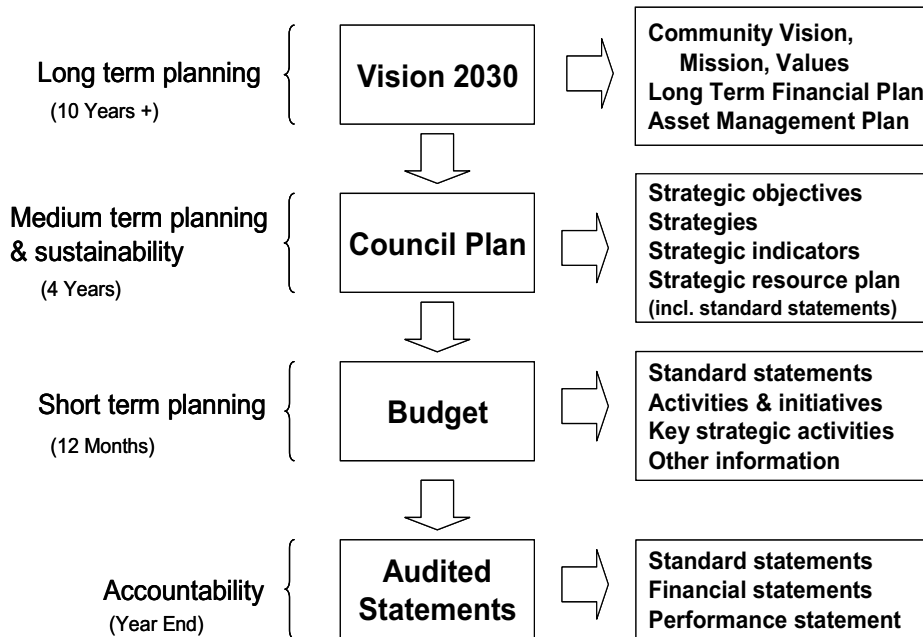 Long term planning
(10 Years +)
Vision 2030
Community Vision,
Mission, Values
Long Term Financial Plan
Asset Management Plan
Medium term planning
& sustainability
(4 Years)
Council Plan
Strategic objectives
Strategies
Strategic indicators
Strategic resource plan
(incl. standard statements)
Short term planning
(12 Months)
Budget
Standard statements
Activities & initiatives
Key strategic activities
Other information
Accountability
(Year End)
Audited
Statements
Standard statements
Financial statements
Performance statement